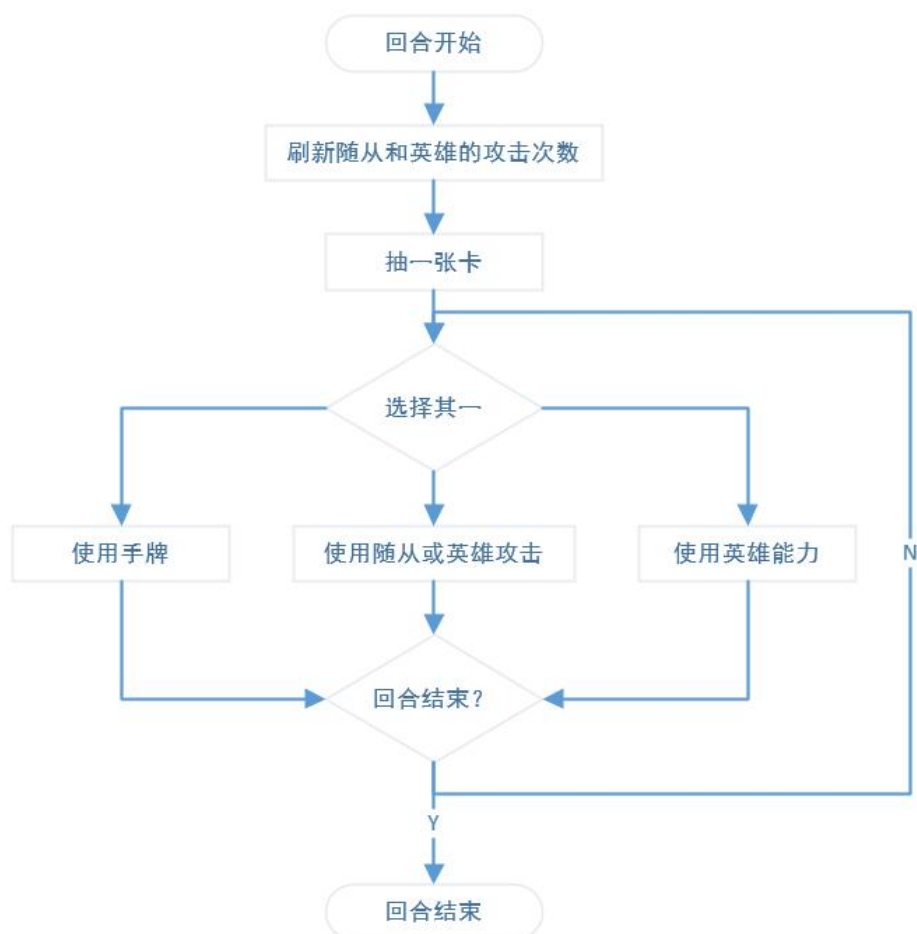 回合开始
刷新随从和英雄的攻击次数
抽一张卡
选择其一
使用手牌
使用随从或英雄攻击
使用英雄能力
N
回合结束?
Y
回合结束